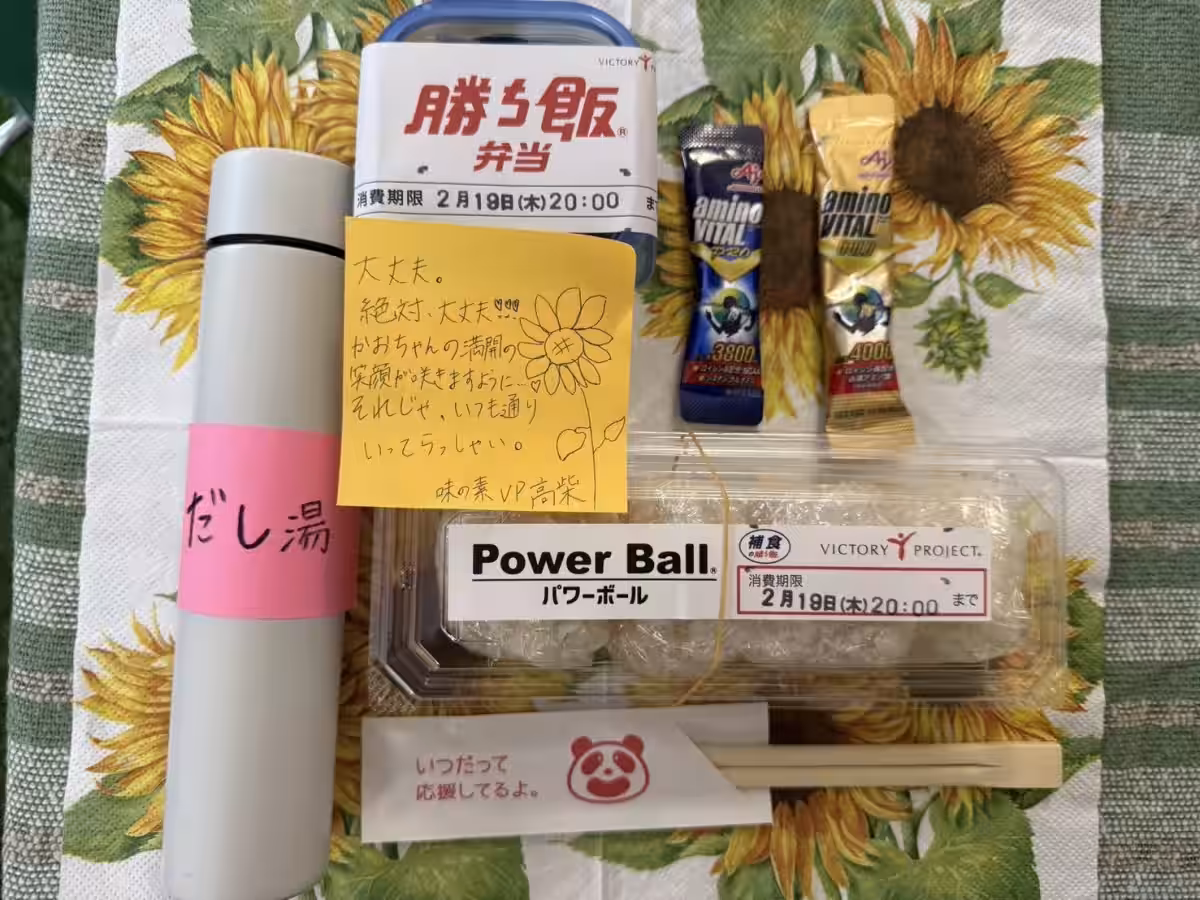 VICTORY
勝ち飯®
弁当
消費期限 2月19日(木)20:00 まで
大丈夫。
絶対、大丈夫!!!
かおちゃんの満開の
笑顔が咲きますように…♡
それじゃ、いつも通り
いってらっしゃい。
味の素VP高柴
amino
VITAL
3800
amino
VITAL
GOLD
4000
だし湯
Power Ball®
パワーボール
補食
VICTORY PROJECT®
消費期限
2月19日(木)20:00 まで
いつだって
応援してるよ。